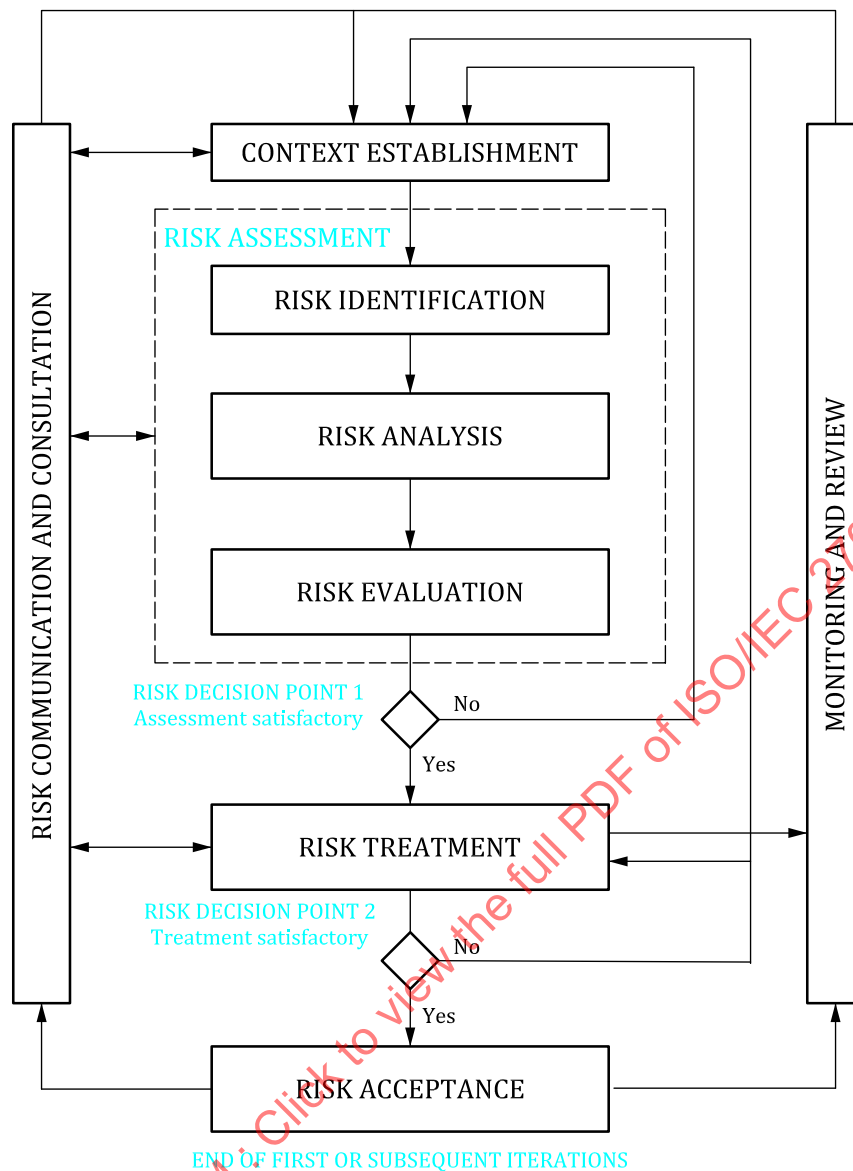 CONTEXT ESTABLISHMENT
RISK ASSESSMENT
RISK IDENTIFICATION
RISK COMMUNICATION AND CONSULTATION
RISK ANALYSIS
MONITORING AND REVIEW
RISK EVALUATION
RISK DECISION POINT 1
Assessment satisfactory
No
Yes
RISK TREATMENT
RISK DECISION POINT 2
Treatment satisfactory
No
Yes
RISK ACCEPTANCE
END OF FIRST OR SUBSEQUENT ITERATIONS
: Click to view the full PDF of ISO/IEC